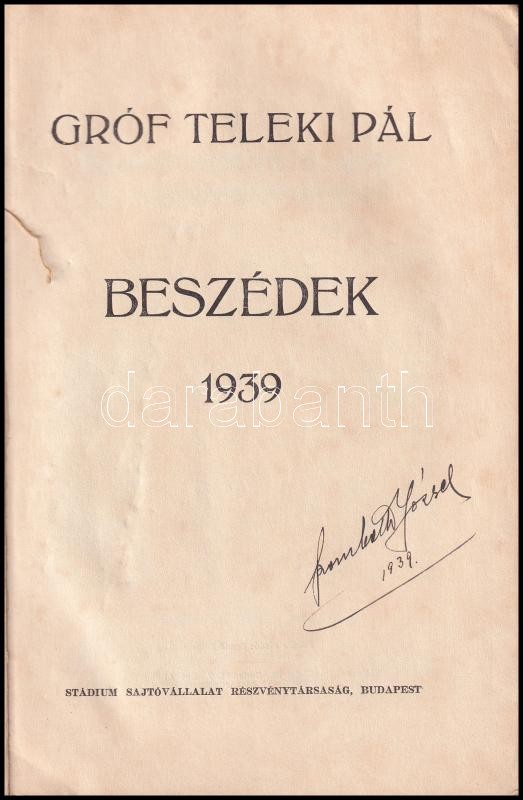 GRÓF TELEKI PÁL
BESZÉDEK
1939
darabanth
József
1939.
STÁDIUM SAJTÓVÁLLALAT RÉSZVÉNYTÁRSASÁG, BUDAPEST